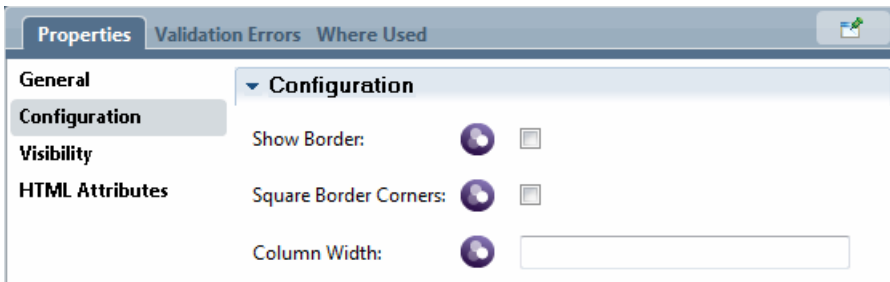 Properties Validation Errors Where Used
General
Configuration
Visibility
HTML Attributes
Configuration
Show Border:
Square Border Corners:
Column Width: